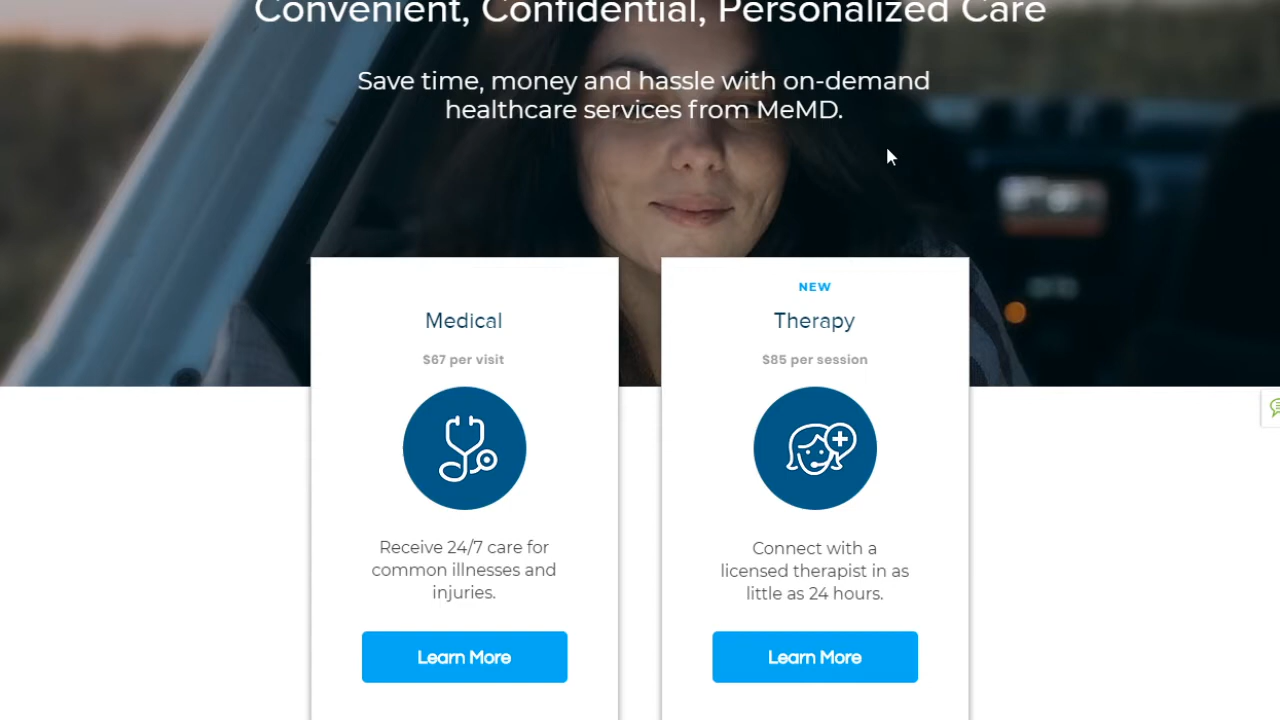 Convenient, Confidential, Personalized Care
Save time, money and hassle with on-demand
healthcare services from MeMD.
Medical
$67 per visit
Receive 24/7 care for
common illnesses and
injuries.
Learn More
NEW
Therapy
$85 per session
Connect with a
licensed therapist in as
little as 24 hours.
Learn More